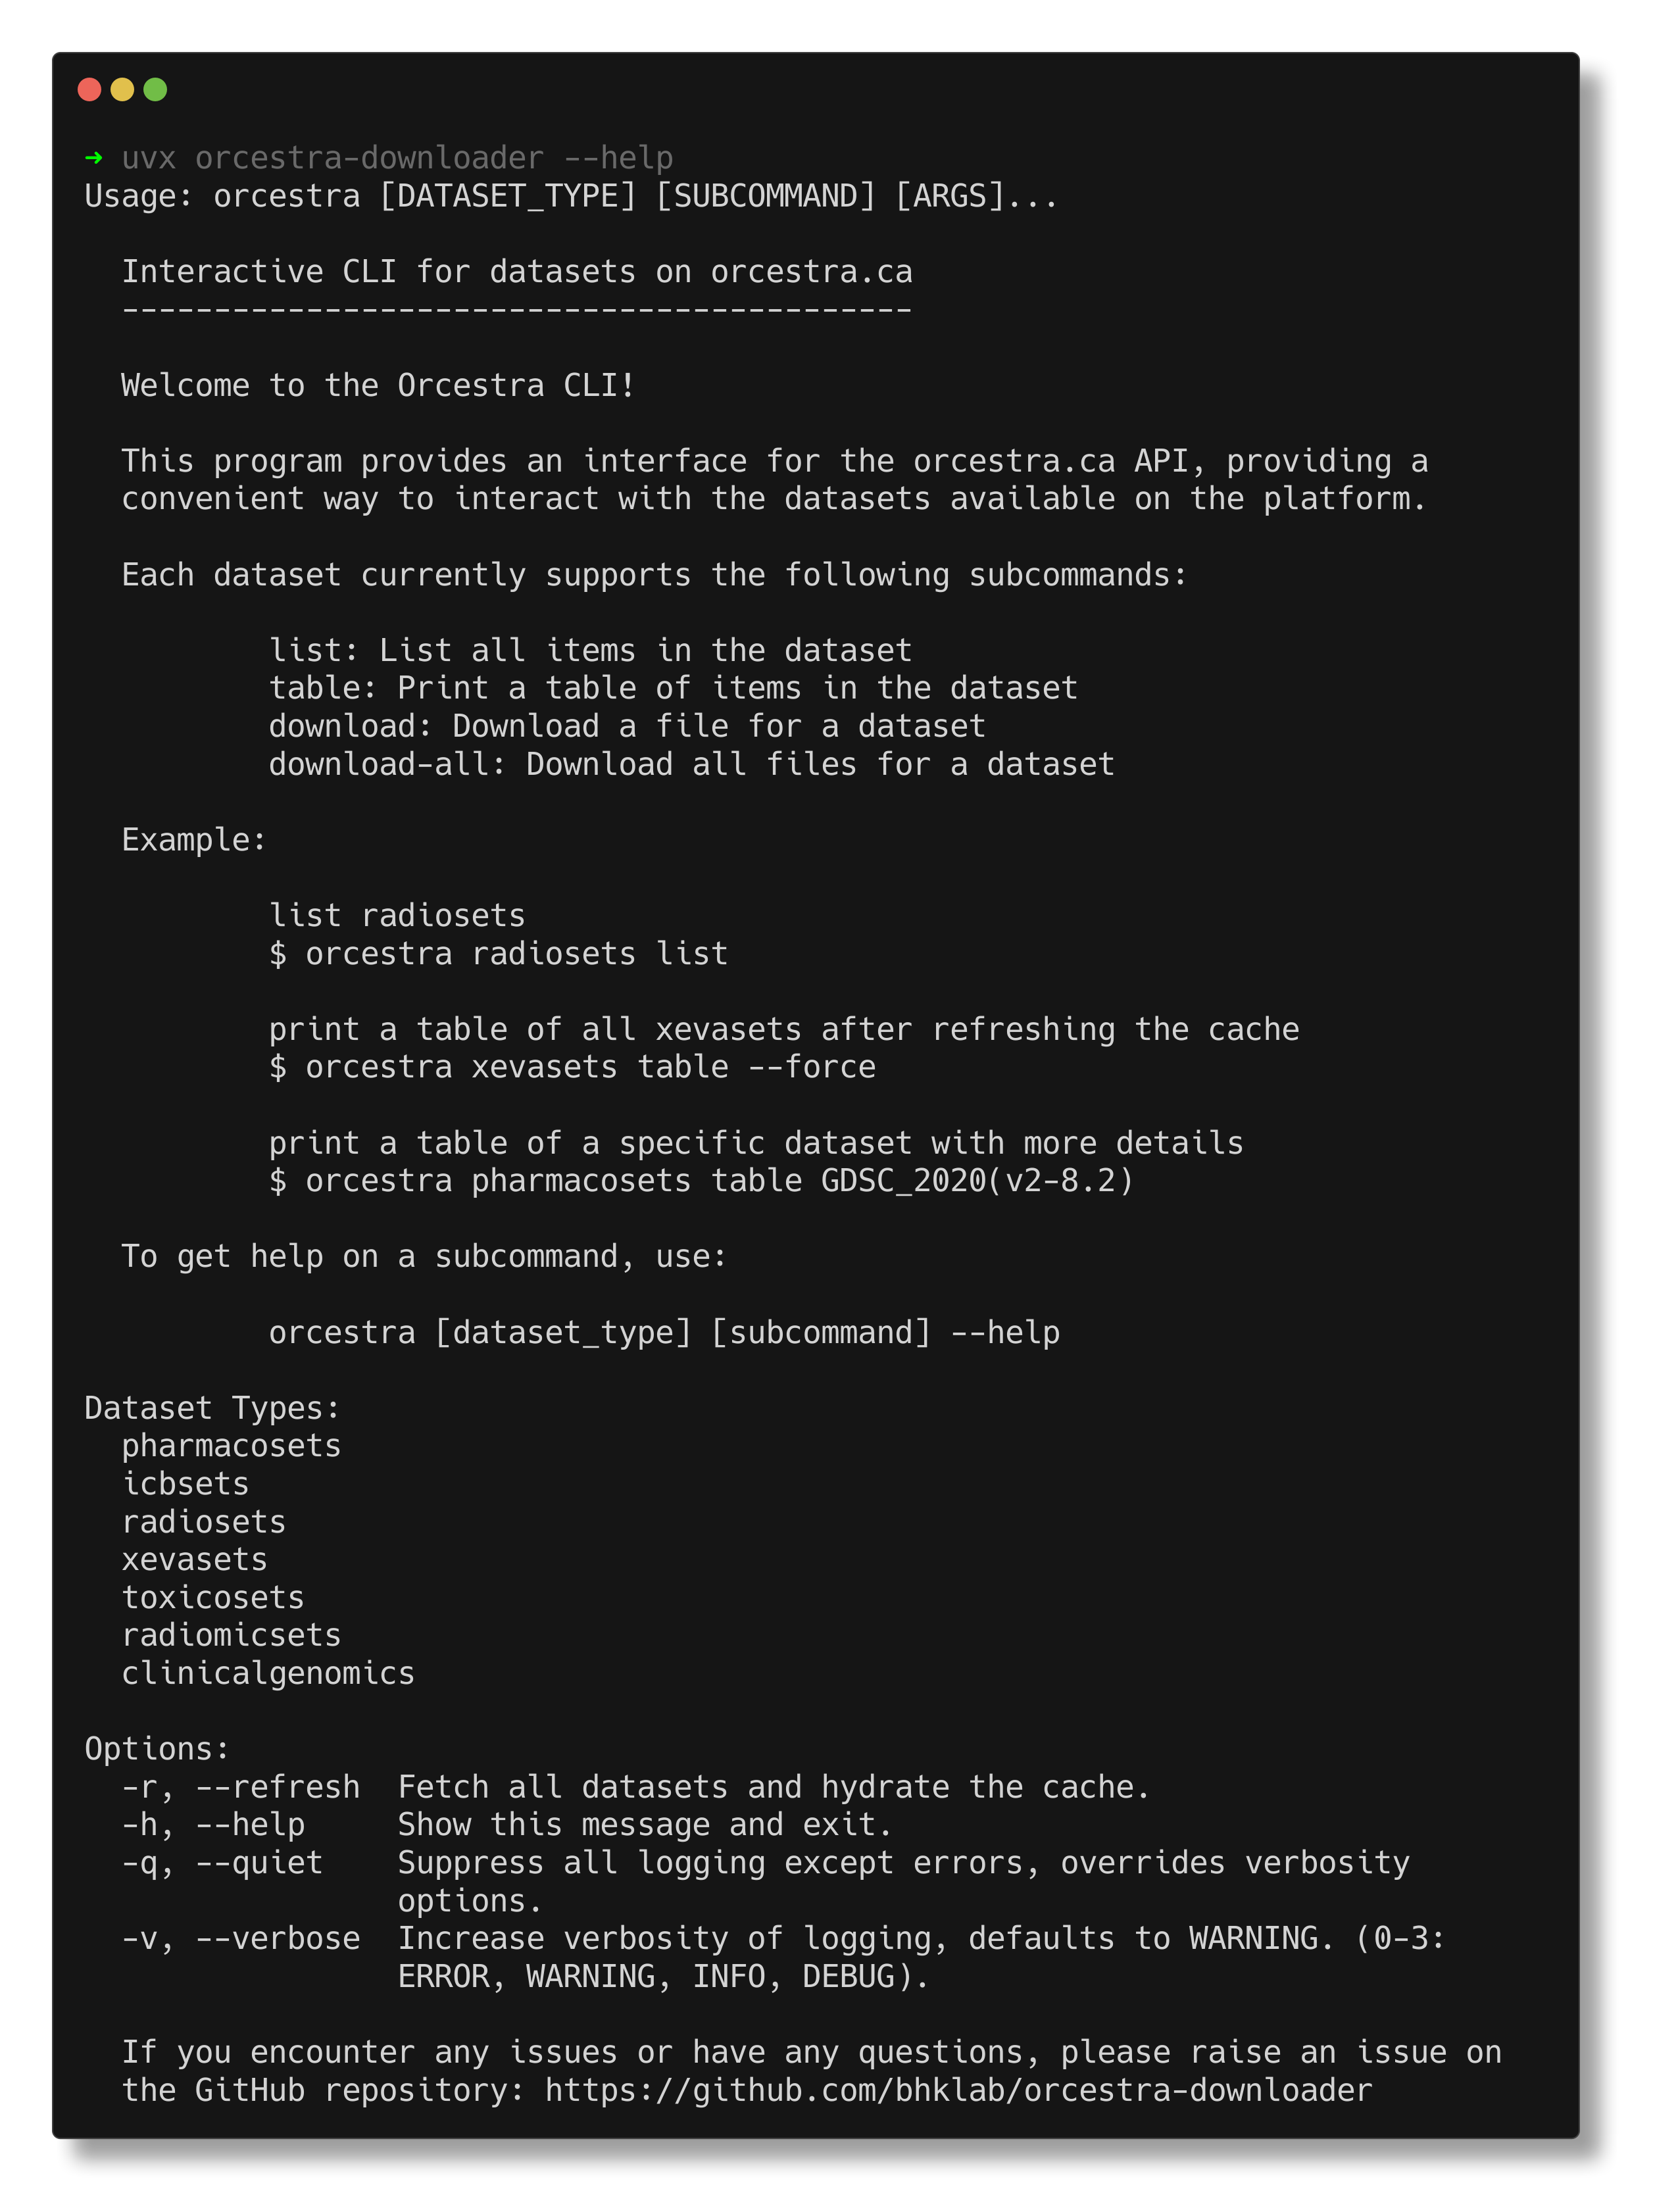 ➜ uvx orcestra-downloader --help
Usage: orcestra [DATASET_TYPE] [SUBCOMMAND] [ARGS]...
Interactive CLI for datasets on orcestra.ca
-------------------------------------------
Welcome to the Orcestra CLI!
This program provides an interface for the orcestra.ca API, providing a
convenient way to interact with the datasets available on the platform.
Each dataset currently supports the following subcommands:
list: List all items in the dataset
table: Print a table of items in the dataset
download: Download a file for a dataset
download-all: Download all files for a dataset
Example:
list radiosets
$ orcestra radiosets list
print a table of all xevasets after refreshing the cache
$ orcestra xevasets table --force
print a table of a specific dataset with more details
$ orcestra pharmacosets table GDSC_2020(v2-8.2)
To get help on a subcommand, use:
orcestra [dataset_type] [subcommand] --help
Dataset Types:
pharmacosets
icbsets
radiosets
xevasets
toxicosets
radiomicsets
clinicalgenomics
Options:
-r, --refresh  Fetch all datasets and hydrate the cache.
-h, --help     Show this message and exit.
-q, --quiet    Suppress all logging except errors, overrides verbosity
options.
-v, --verbose  Increase verbosity of logging, defaults to WARNING. (0-3:
ERROR, WARNING, INFO, DEBUG).
If you encounter any issues or have any questions, please raise an issue on
the GitHub repository: https://github.com/bhklab/orcestra-downloader